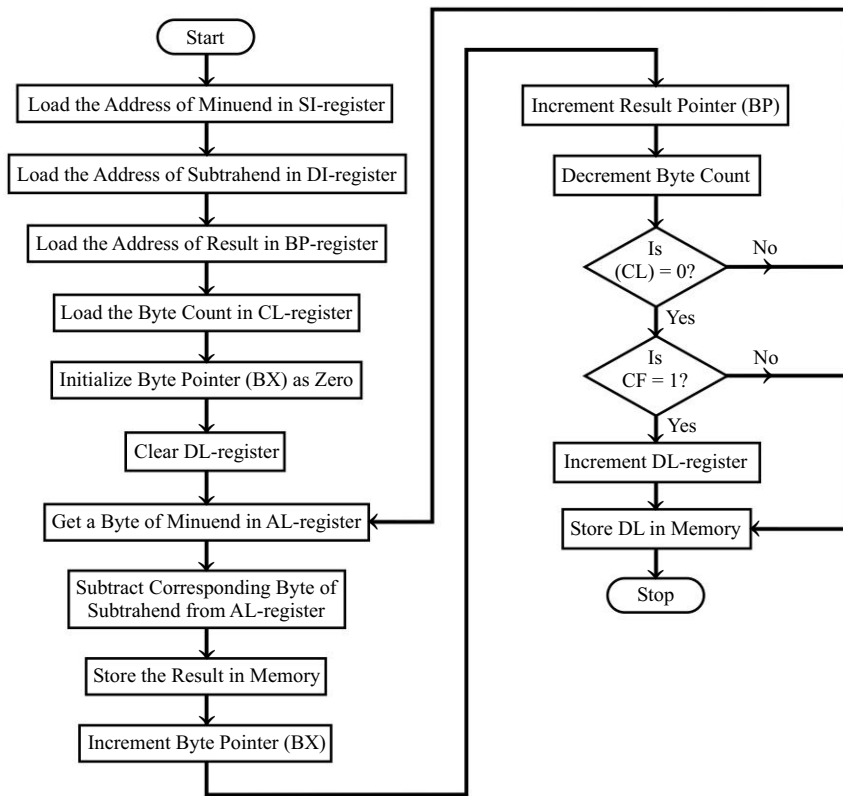 Start
Load the Address of Minuend in SI-register
Load the Address of Subtrahend in DI-register
Load the Address of Result in BP-register
Load the Byte Count in CL-register
Initialize Byte Pointer (BX) as Zero
Clear DL-register
Get a Byte of Minuend in AL-register
Subtract Corresponding Byte of
Subtrahend from AL-register
Store the Result in Memory
Increment Byte Pointer (BX)
Increment Result Pointer (BP)
Decrement Byte Count
Is
(CL) = 0?
No
Yes
Is
CF = 1?
No
Yes
Increment DL-register
Store DL in Memory
Stop